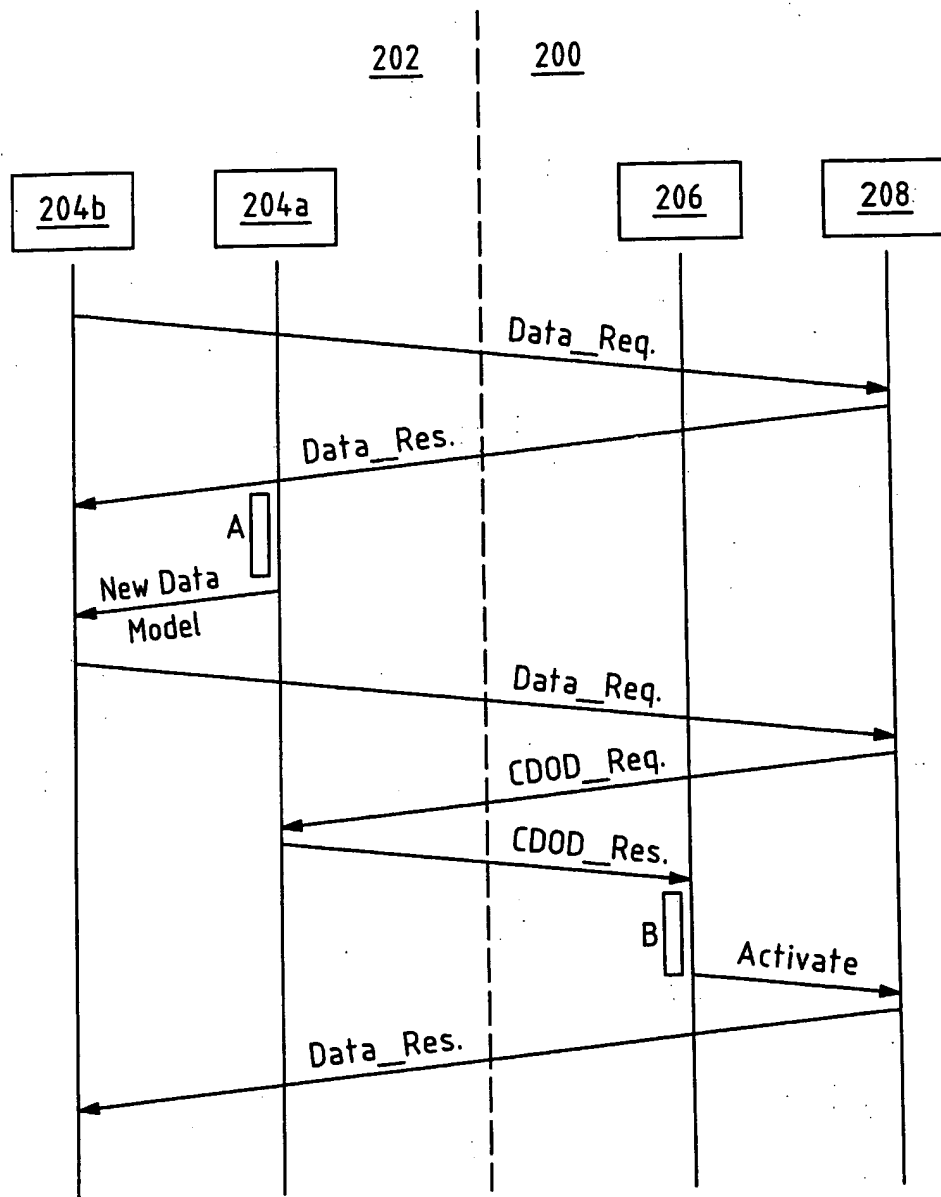 202 200
204b 204a 206 208
Data_Req.
Data_Res.
A
New Data
Model
Data_Req.
CDOD_Req.
CDOD_Res.
B
Activate
Data_Res.